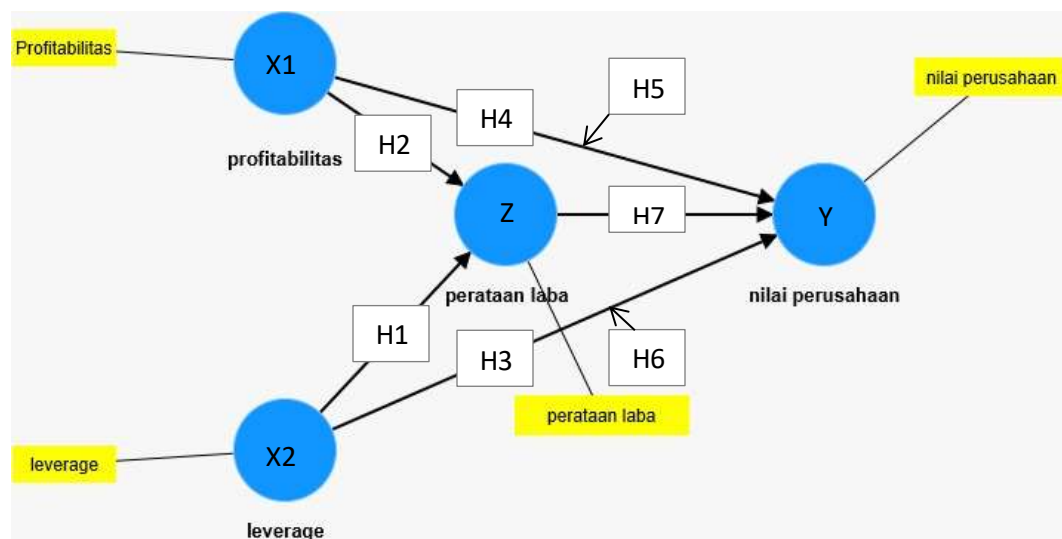 Profitabilitas
X1
H5
nilai perusahaan
H4
H2
profitabilitas
Z
H7
Y
perataan laba
nilai perusahaan
H1
H3
H6
perataan laba
leverage
X2
leverage